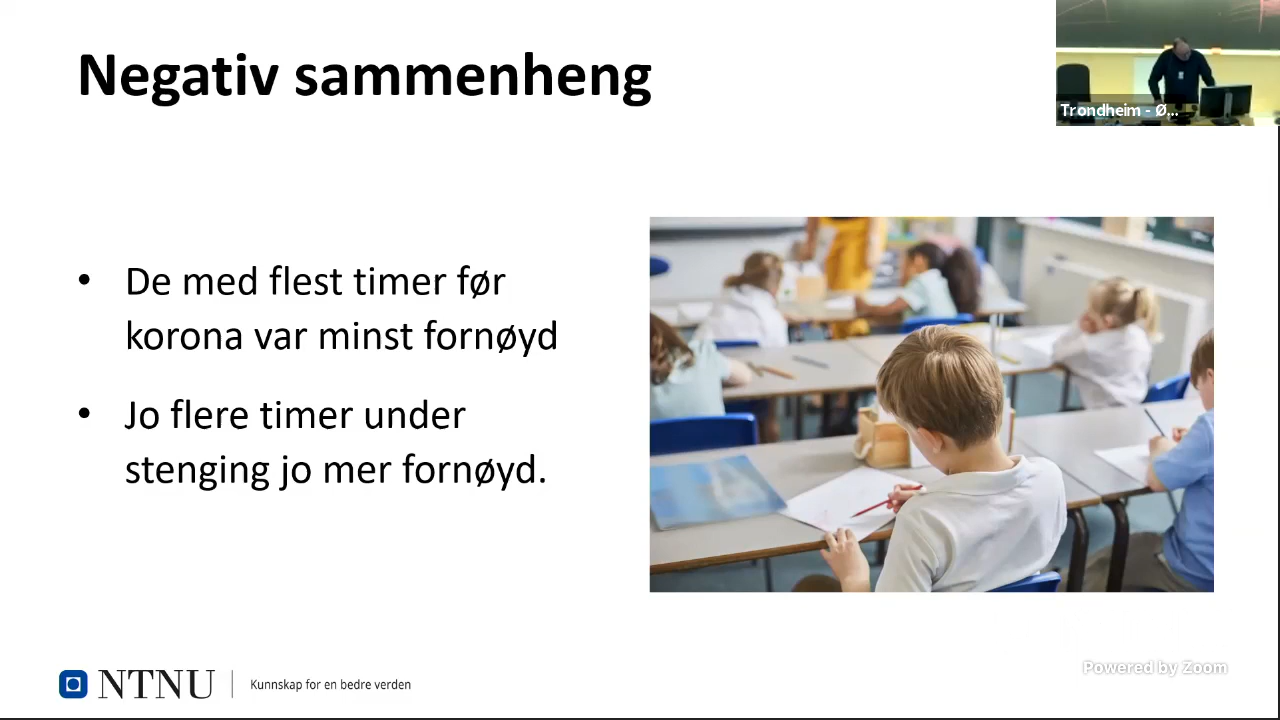 Negativ sammenheng
Trondheim - Ø...
• De med flest timer før
korona var minst fornøyd
• Jo flere timer under
stenging jo mer fornøyd.
Powered by Zoom
NTNU
Kunnskap for en bedre verden